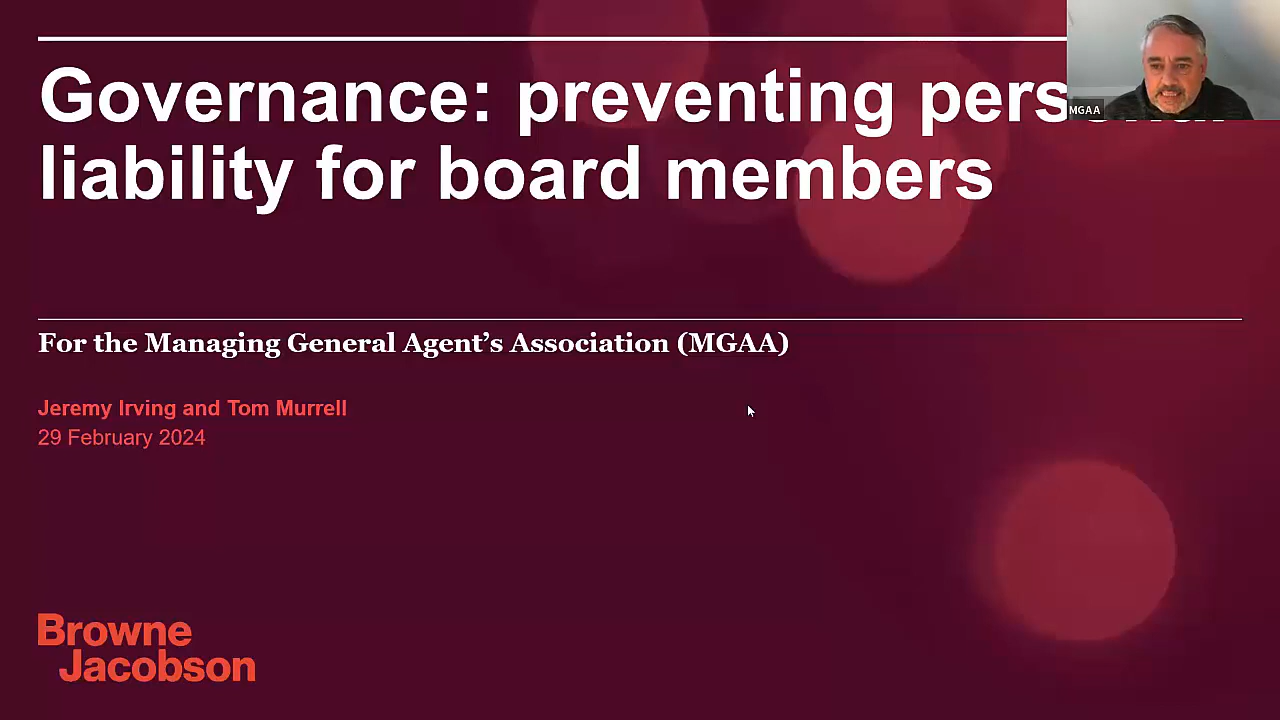 Governance: preventing
liability for board members
MGAA
For the Managing General Agent’s Association (MGAA)
Jeremy Irving and Tom Murrell
29 February 2024
Browne
Jacobson